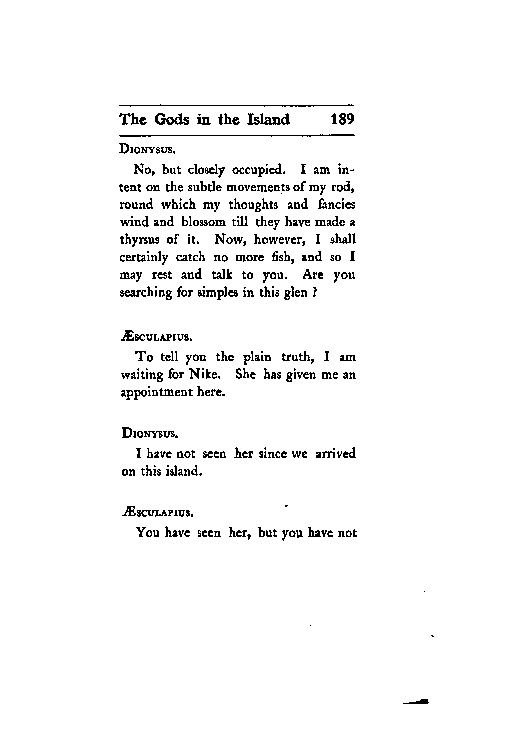 The Gods in the Island 189
Dionysus.
No, but closely occupied. I am in-
tent on the subtle movements of my rod,
round which my thoughts and fancies
wind and blossom till they have made a
thyrsus of it. Now, however, I shall
certainly catch no more fish, and so I
may rest and talk to you. Are you
searching for simples in this glen?
Æsculapius.
To tell you the plain truth, I am
waiting for Nike. She has given me an
appointment here.
Dionysus.
I have not seen her since we arrived
on this island.
Æsculapius.
You have seen her, but you have not